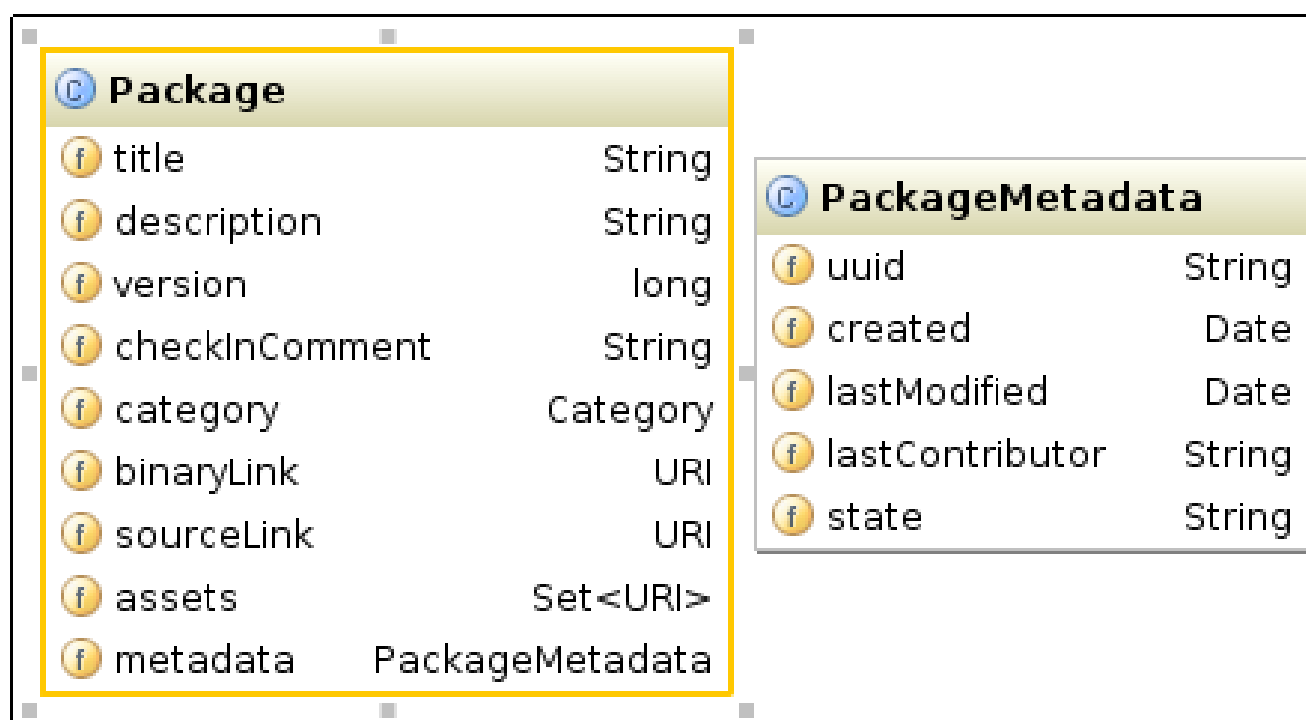 C Package
f title String
f description String
f version long
f checkInComment String
f category Category
f binaryLink URI
f sourceLink URI
f assets Set<URI>
f metadata PackageMetadata
C PackageMetadata
f uuid String
f created Date
f lastModified Date
f lastContributor String
f state String